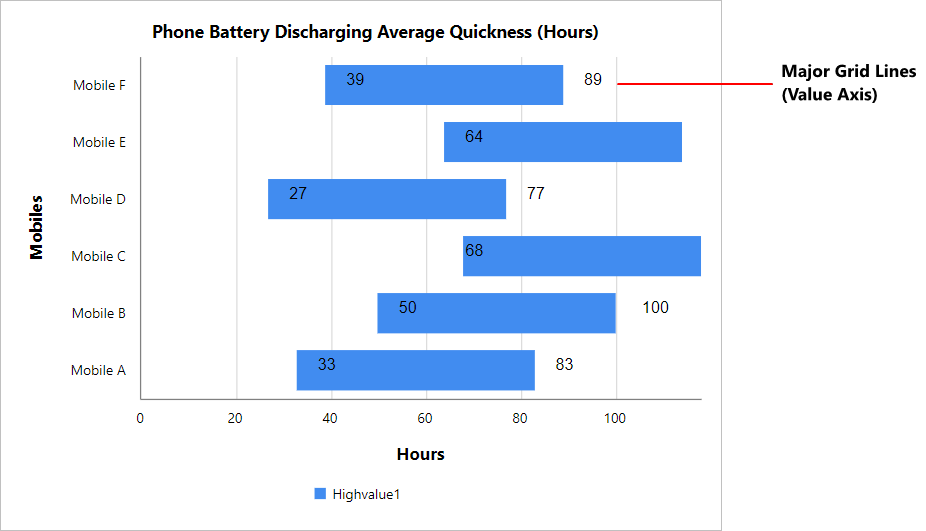 Phone Battery Discharging Average Quickness (Hours)
Major Grid Lines
(Value Axis)
Mobile F
39
89
Mobile E
64
Mobile D
27
77
Mobile C
68
Mobile B
50
100
Mobile A
33
83
Mobiles
0
20
40
60
80
100
Hours
Highvalue1